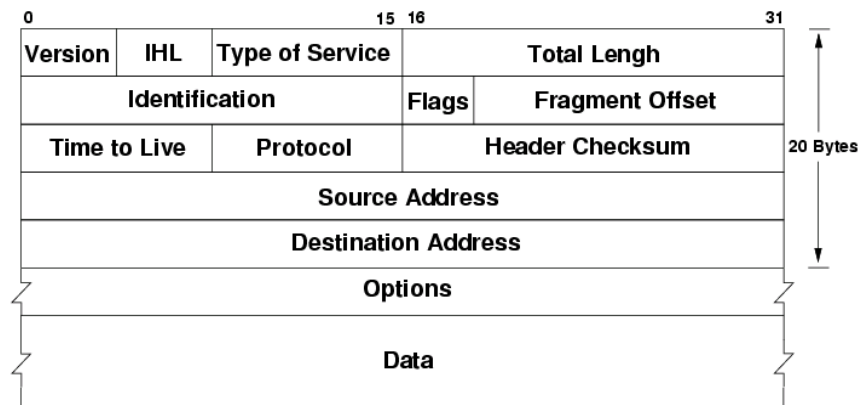 0 15 16 31
Version IHL Type of Service Total Lengh
Identification Flags Fragment Offset
Time to Live Protocol Header Checksum
20 Bytes
Source Address
Destination Address
Options
Data